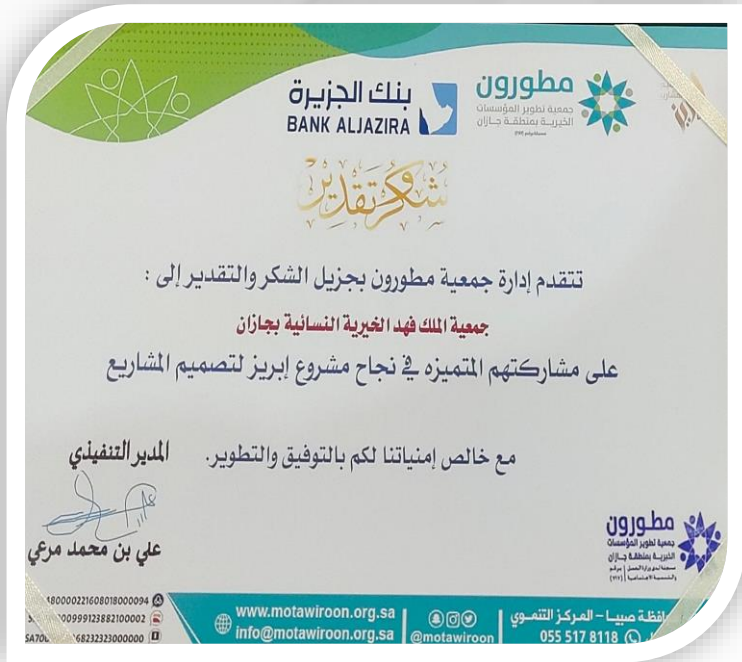 بنك الجزيرة
BANK ALJAZIRA
مطورون
جمعية تطوير المؤسسات
الخيرية بمنطقة جازان
شكر وتقدير
تتقدم إدارة جمعية مطورون بجزيل الشكر والتقدير إلى :
جمعية الملك فهد الخيرية النسائية بجازان
على مشاركتهم المتميزه في نجاح مشروع إبريز لتصميم المشاريع
مع خالص إمنياتنا لكم بالتوفيق والتطوير.
المدير التنفيذي
علي بن محمد مرعي
مطورون
جمعية تطوير المؤسسات
الخيرية بمنطقة جازان
صبيا – المركز التنموي
055 517 8118
@motawiroon
www.motawiroon.org.sa
info@motawiroon.org.sa